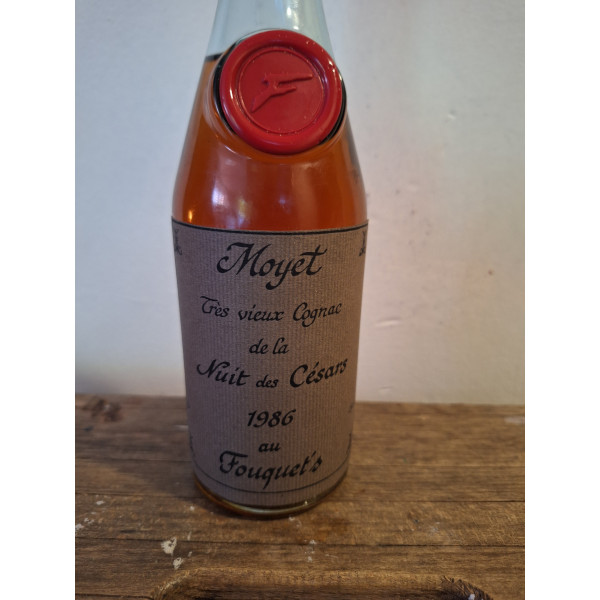 Moyet
Très vieux Cognac
de la
Nuit des Césars
1986
au
Fouquet's